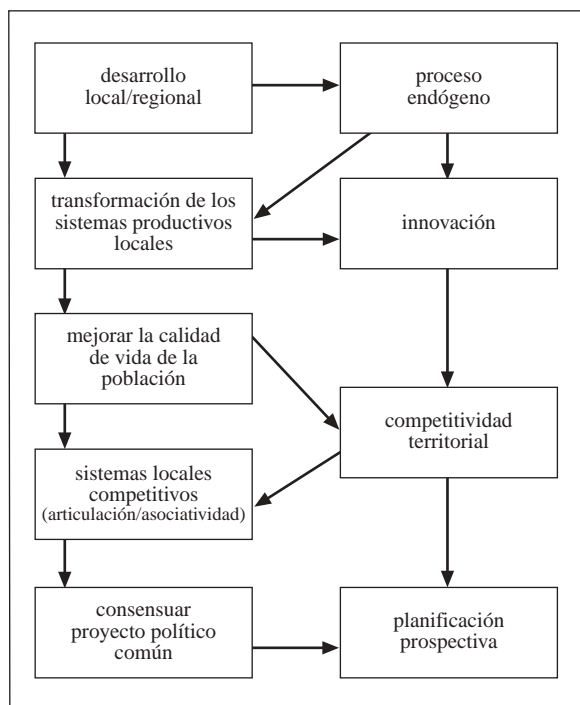 desarrollo
local/regional
proceso
endógeno
transformación de los
sistemas productivos
locales
innovación
mejorar la calidad
de vida de la
población
competitividad
territorial
sistemas locales
competitivos
(articulación/asociatividad)
consensuar
proyecto político
común
planificación
prospectiva